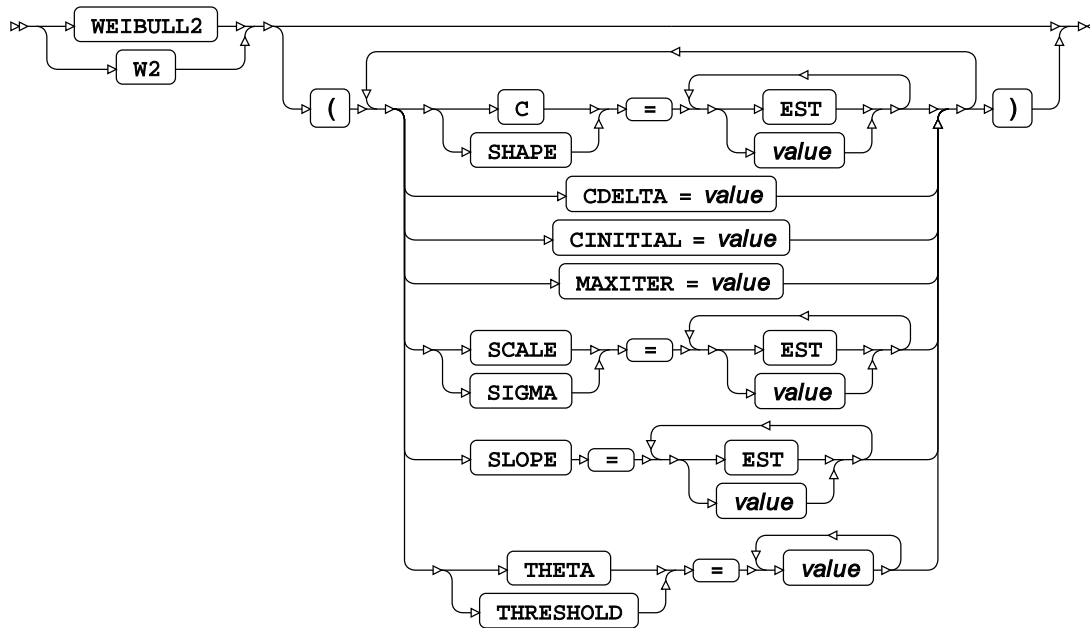 WEIBULL2
W2
( C = EST )
SHAPE value
CDELTA = value
CINITIAL = value
MAXITER = value
SCALE = EST
SIGMA value
SLOPE = EST
value
THETA = value
THRESHOLD